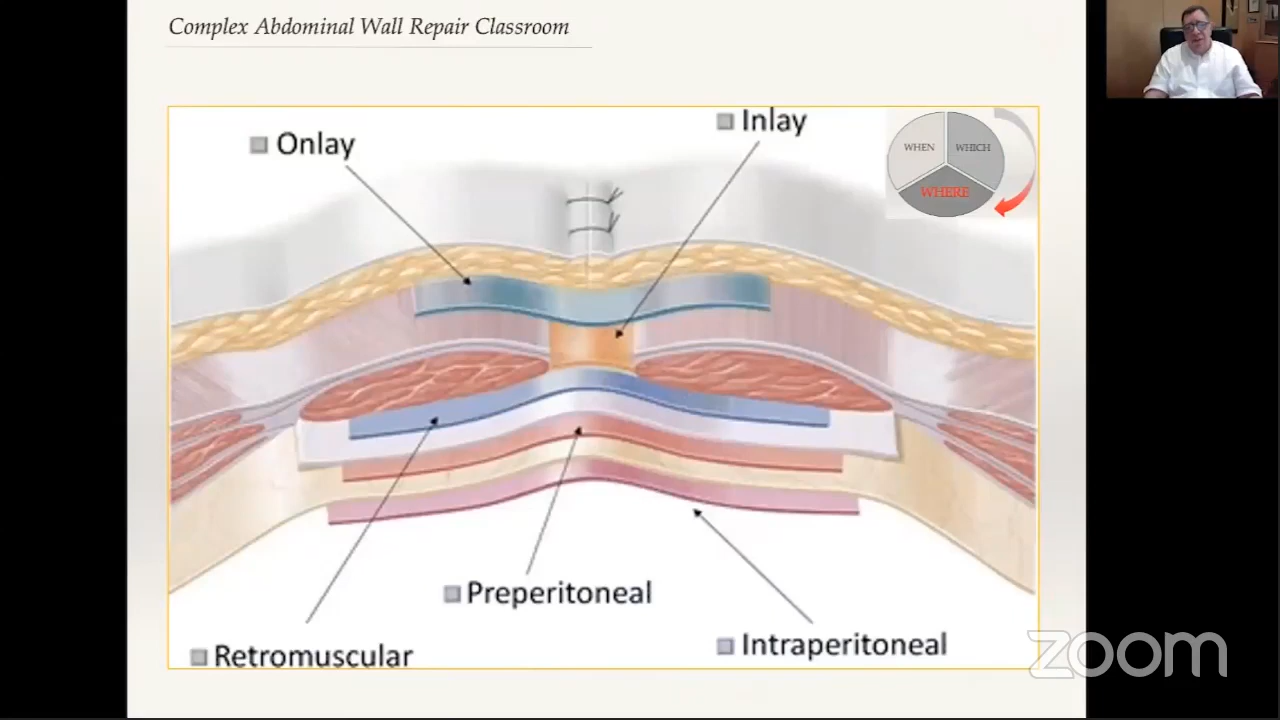 Complex Abdominal Wall Repair Classroom
Onlay
Inlay
WHEN
WHICH
WHERE
Preperitoneal
Intraperitoneal
Retromuscular
zoom